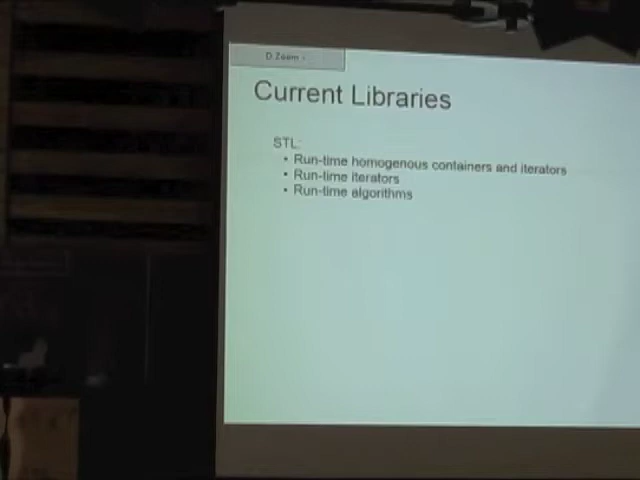 D Zoom
Current Libraries
STL:
• Run-time homogenous containers and iterators
• Run-time iterators
• Run-time algorithms